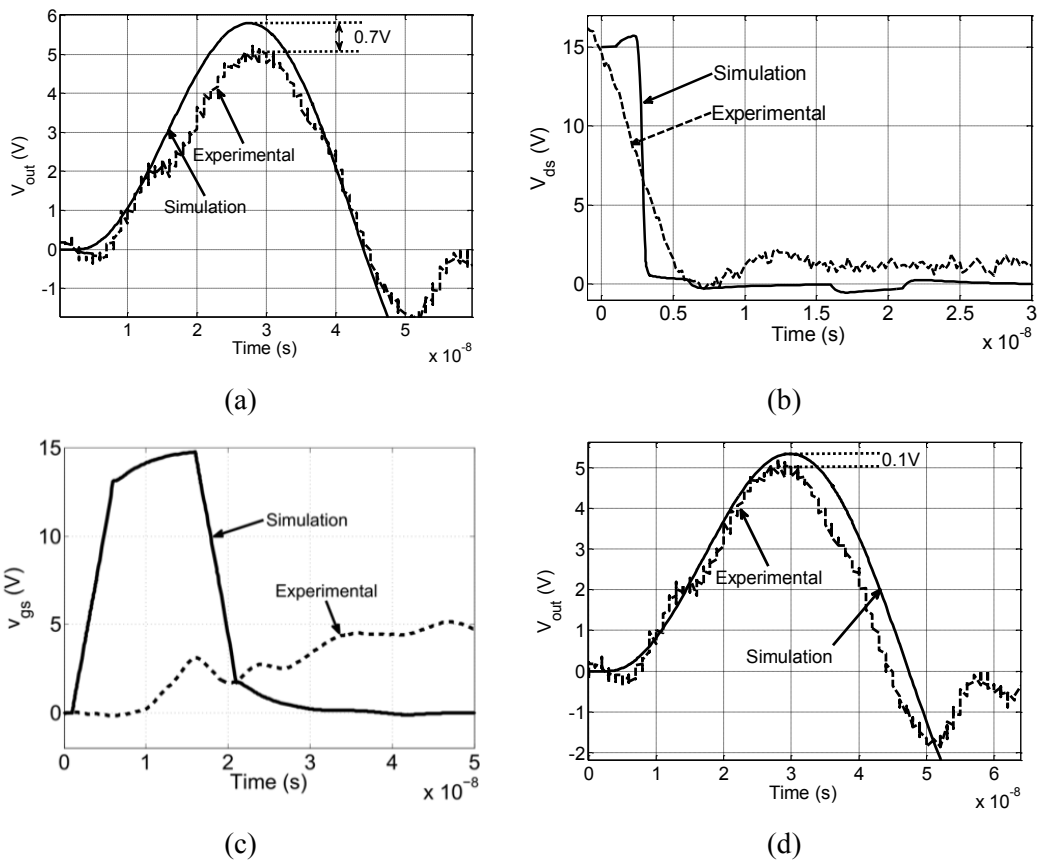 6
5
4
3
2
1
0
-1
V_out (V)
0.7V
Experimental
Simulation
1 2 3 4 5
Time (s)
x 10^-8
(a)
15
10
5
0
V_ds (V)
Simulation
Experimental
0 0.5 1 1.5 2 2.5 3
Time (s)
x 10^-8
(b)
15
10
5
0
v_gs (V)
Simulation
Experimental
0 1 2 3 4 5
Time (s)
x 10^-8
(c)
5
4
3
2
1
0
-1
-2
V_out (V)
0.1V
Experimental
Simulation
0 1 2 3 4 5 6
Time (s)
x 10^-8
(d)